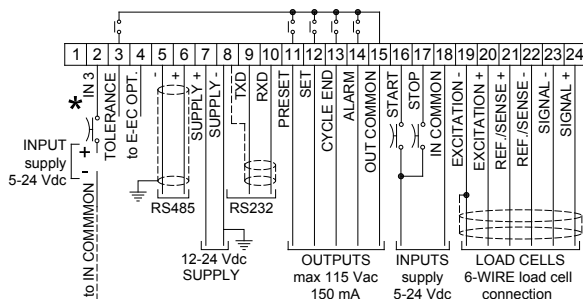 1 2 3 4 5 6 7 8 9 10 11 12 13 14 15 16 17 18 19 20 21 22 23 24
*
IN 3
TOLERANCE
to E-EC OPT.
-
+
SUPPLY +
SUPPLY -
TXD
RXD
PRESET
SET
CYCLE END
ALARM
OUT COMMON
START
STOP
IN COMMON
EXCITATION -
EXCITATION +
REF./SENSE +
REF./SENSE -
SIGNAL -
SIGNAL +
INPUT
supply
5-24 Vdc
+
-
to IN COMMMON
RS485
RS232
12-24 Vdc
SUPPLY
OUTPUTS
max 115 Vac
150 mA
INPUTS
supply
5-24 Vdc
LOAD CELLS
6-WIRE load cell
connection